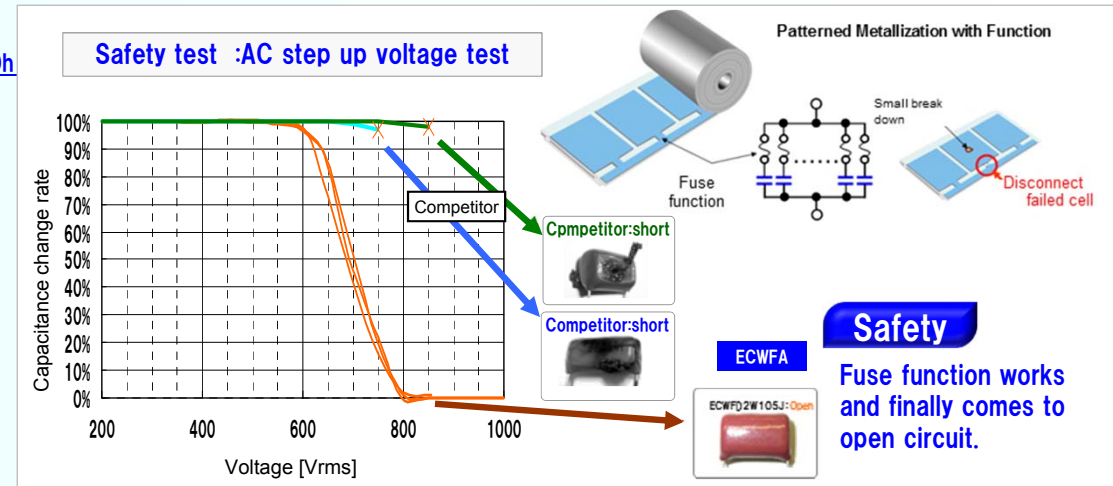 0h
Safety test :AC step up voltage test
Patterned Metallization with Function
Small break
down
Fuse
function
Disconnect
failed cell
Capacitance change rate
100%
90%
80%
70%
60%
50%
40%
30%
20%
10%
0%
200 400 600 800 1000
Voltage [Vrms]
Competitor
Cpmpetitor:short
Competitor:short
ECWFA
ECWFD2W105J:Open
Safety
Fuse function works
and finally comes to
open circuit.